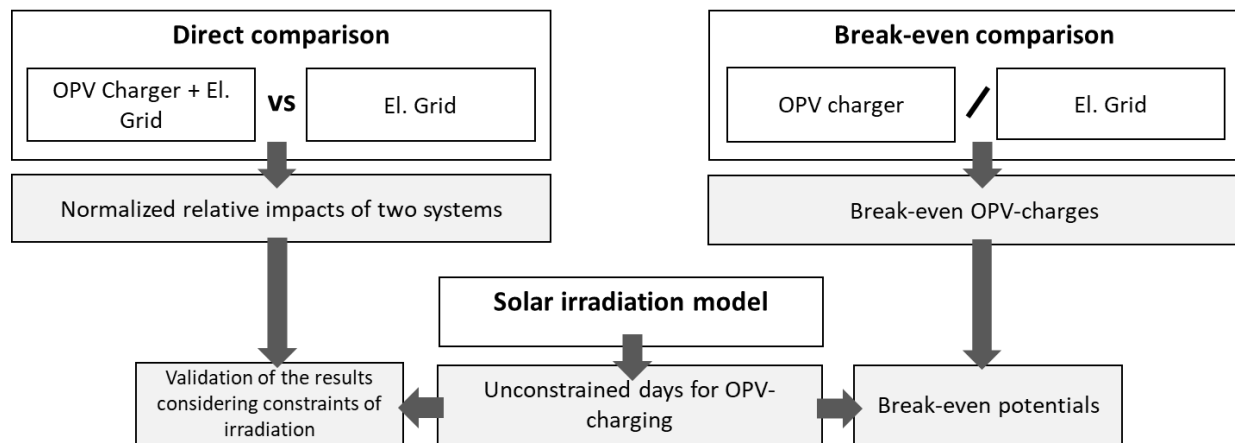 Direct comparison
OPV Charger + El.
Grid
vs
El. Grid
Normalized relative impacts of two systems
Break-even comparison
OPV charger
/
El. Grid
Break-even OPV-charges
Solar irradiation model
Validation of the results
considering constraints of
irradiation
Unconstrained days for OPV-
charging
Break-even potentials